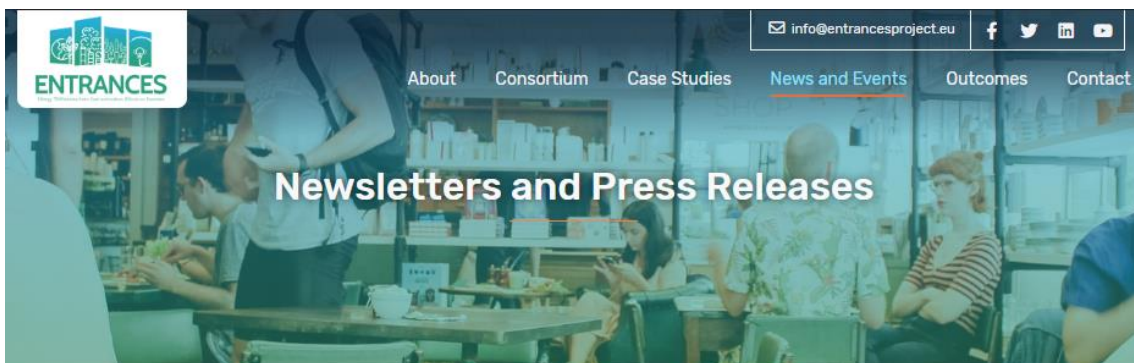 info@entrancesproject.eu
ENTRANCES
About Consortium Case Studies News and Events Outcomes Contact
Newsletters and Press Releases